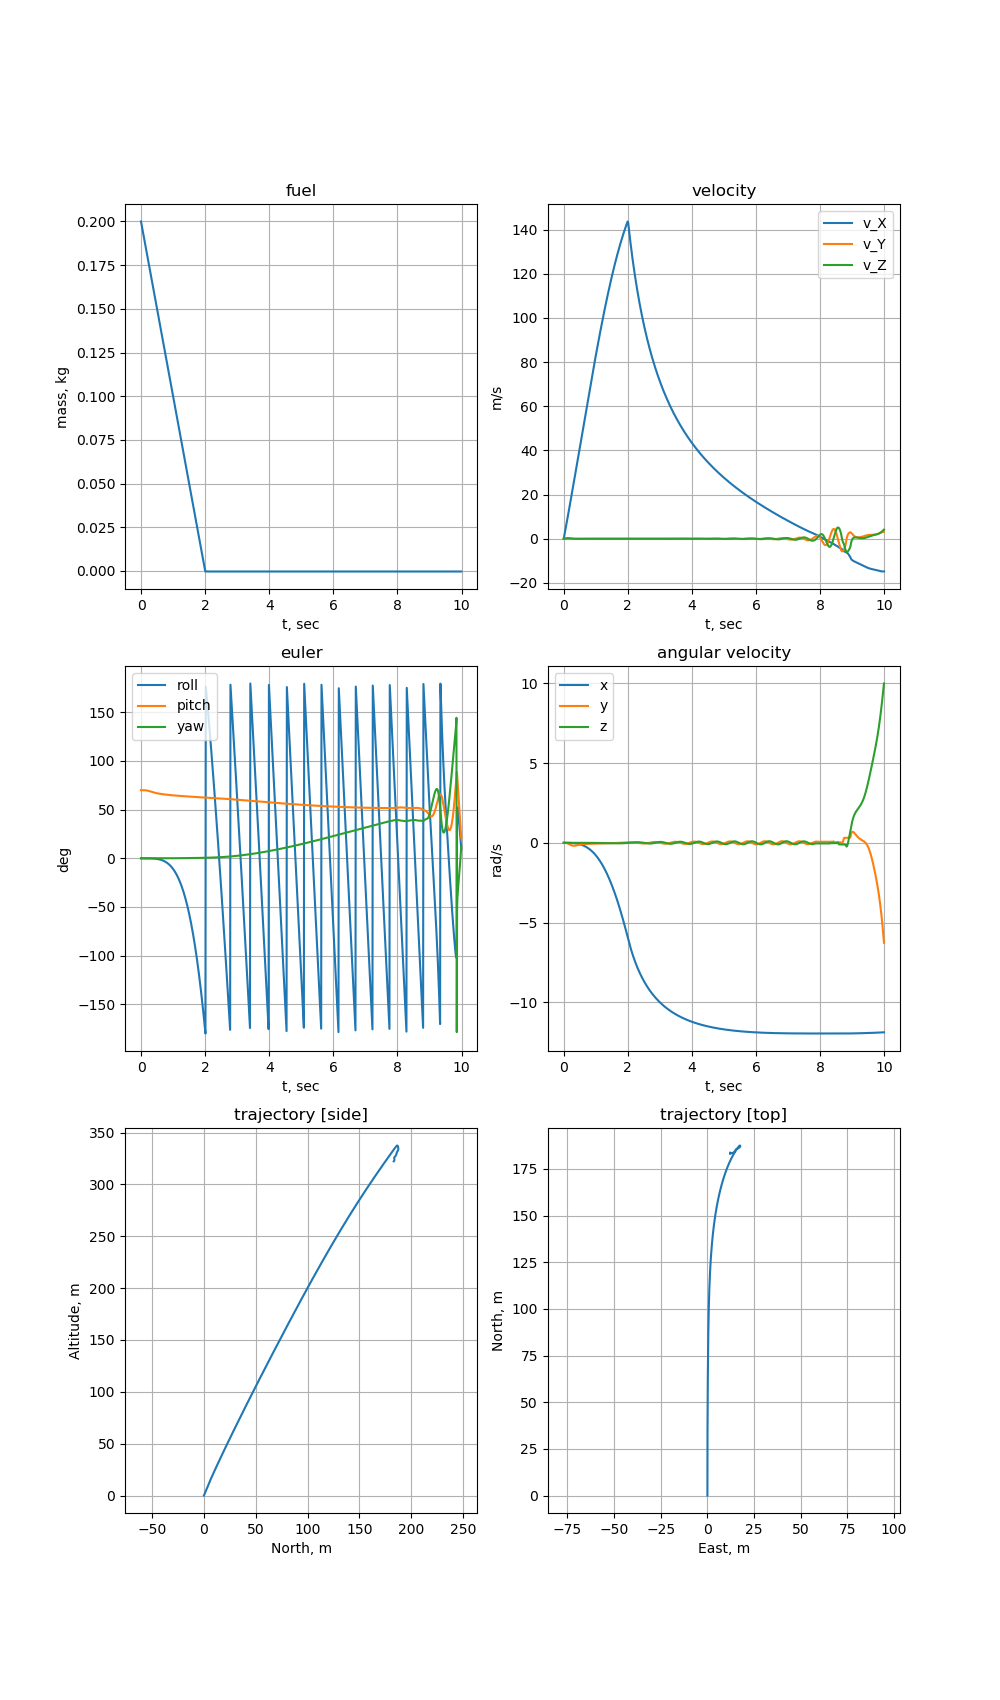 fuel
0.200
0.175
0.150
0.125
0.100
0.075
0.050
0.025
0.000
mass, kg
0 2 4 6 8 10
t, sec
velocity
v_X
v_Y
v_Z
140
120
100
80
60
40
20
0
−20
m/s
0 2 4 6 8 10
t, sec
euler
roll
pitch
yaw
150
100
50
0
−50
−100
−150
deg
0 2 4 6 8 10
t, sec
angular velocity
x
y
z
10
5
0
−5
−10
rad/s
0 2 4 6 8 10
t, sec
trajectory [side]
350
300
250
200
150
100
50
0
Altitude, m
−50 0 50 100 150 200 250
North, m
trajectory [top]
175
150
125
100
75
50
25
0
North, m
−75 −50 −25 0 25 50 75 100
East, m